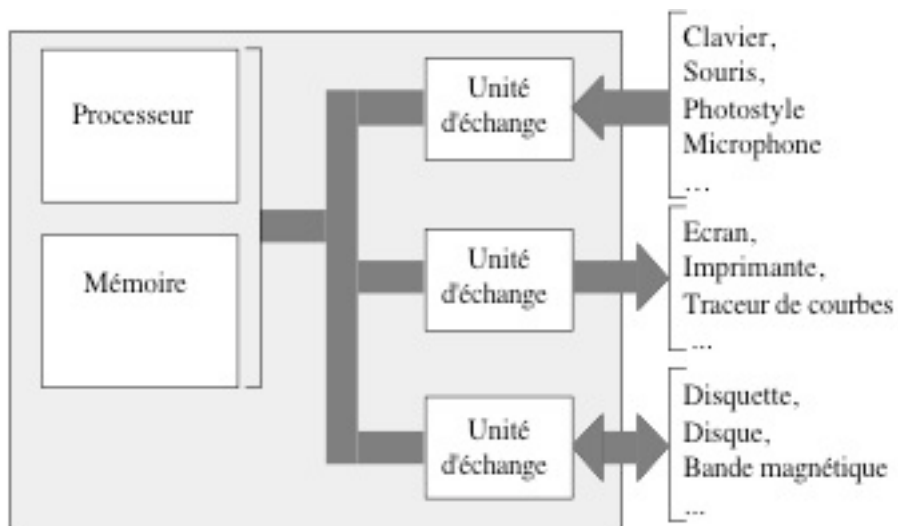 Processeur
Mémoire
Unité
d'échange
Clavier,
Souris,
Photostyle
Microphone
...
Unité
d'échange
Ecran,
Imprimante,
Traceur de courbes
...
Unité
d'échange
Disquette,
Disque,
Bande magnétique
...